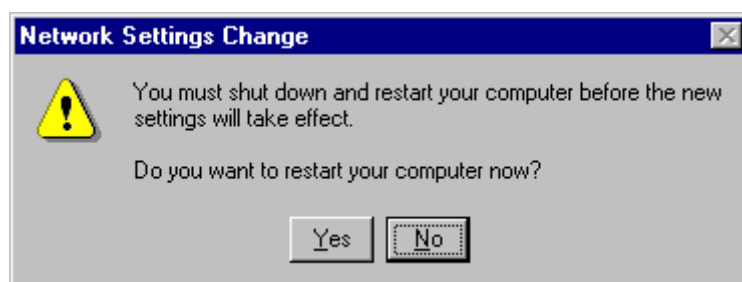 Network Settings Change
You must shut down and restart your computer before the new
settings will take effect.
Do you want to restart your computer now?
Yes
No